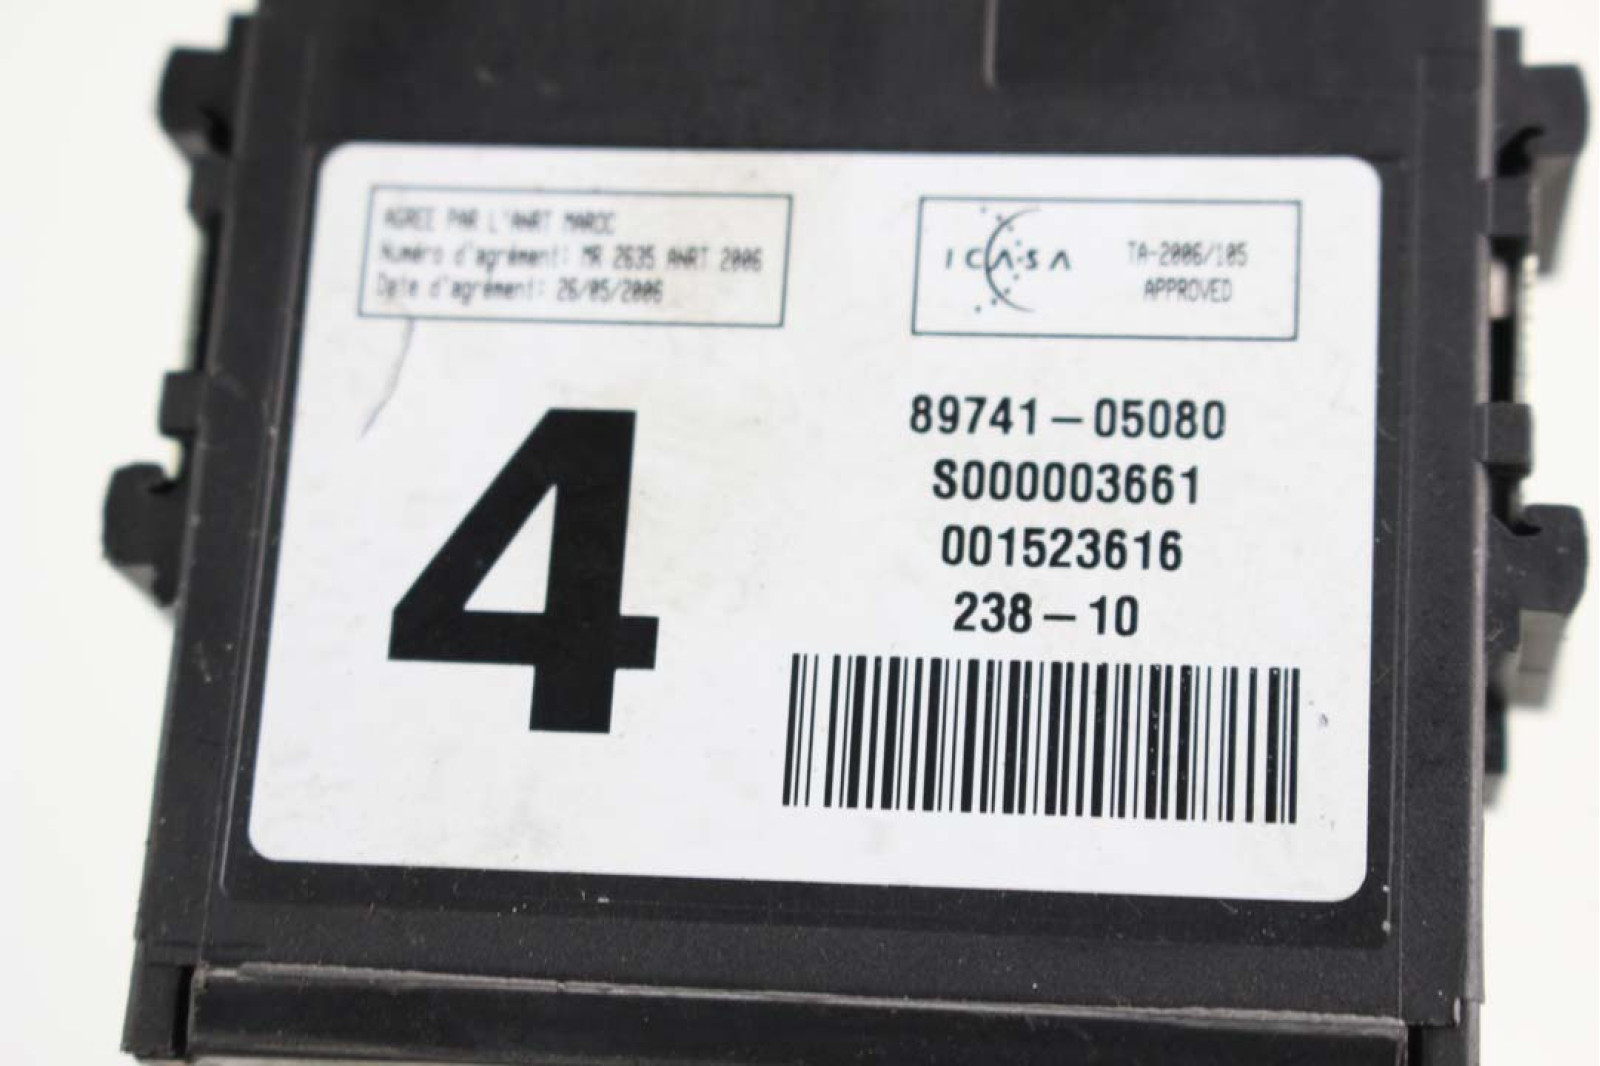 AGREE PAR L'ANRT MAROC
Numéro d'agrément: MR 2635 ANRT 2006
Date d'agrément: 26/05/2006
ICASA
TA-2006/105
APPROVED
4
89741-05080
S000003661
001523616
238-10